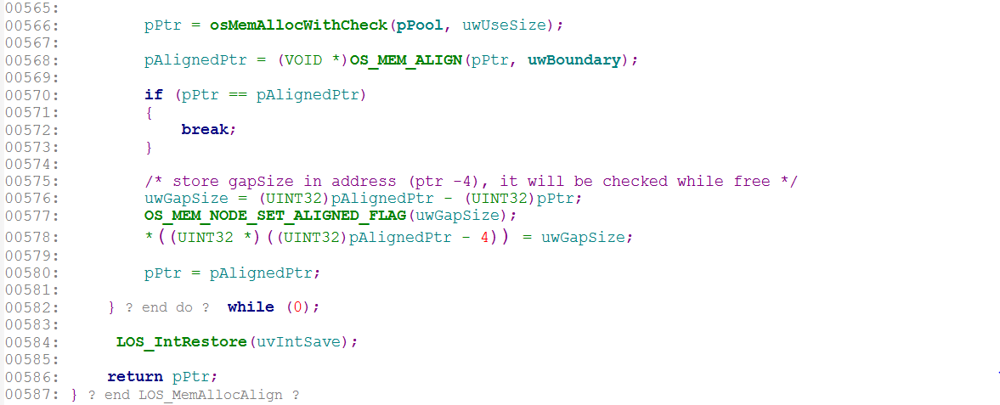 00565:
00566: pPtr = osMemAllocWithCheck(pPool, uwUseSize);
00567:
00568: pAlignedPtr = (VOID *)OS_MEM_ALIGN(pPtr, uwBoundary);
00569:
00570: if (pPtr == pAlignedPtr)
00571: {
00572: break;
00573: }
00574:
00575: /* store gapSize in address (ptr -4), it will be checked while free */
00576: uwGapSize = (UINT32)pAlignedPtr - (UINT32)pPtr;
00577: OS_MEM_NODE_SET_ALIGNED_FLAG(uwGapSize);
00578: *((UINT32 *)((UINT32)pAlignedPtr - 4)) = uwGapSize;
00579:
00580: pPtr = pAlignedPtr;
00581:
00582: } ? end do ? while (0);
00583:
00584: LOS_IntRestore(uvIntSave);
00585:
00586: return pPtr;
00587: } ? end LOS_MemAllocAlign ?